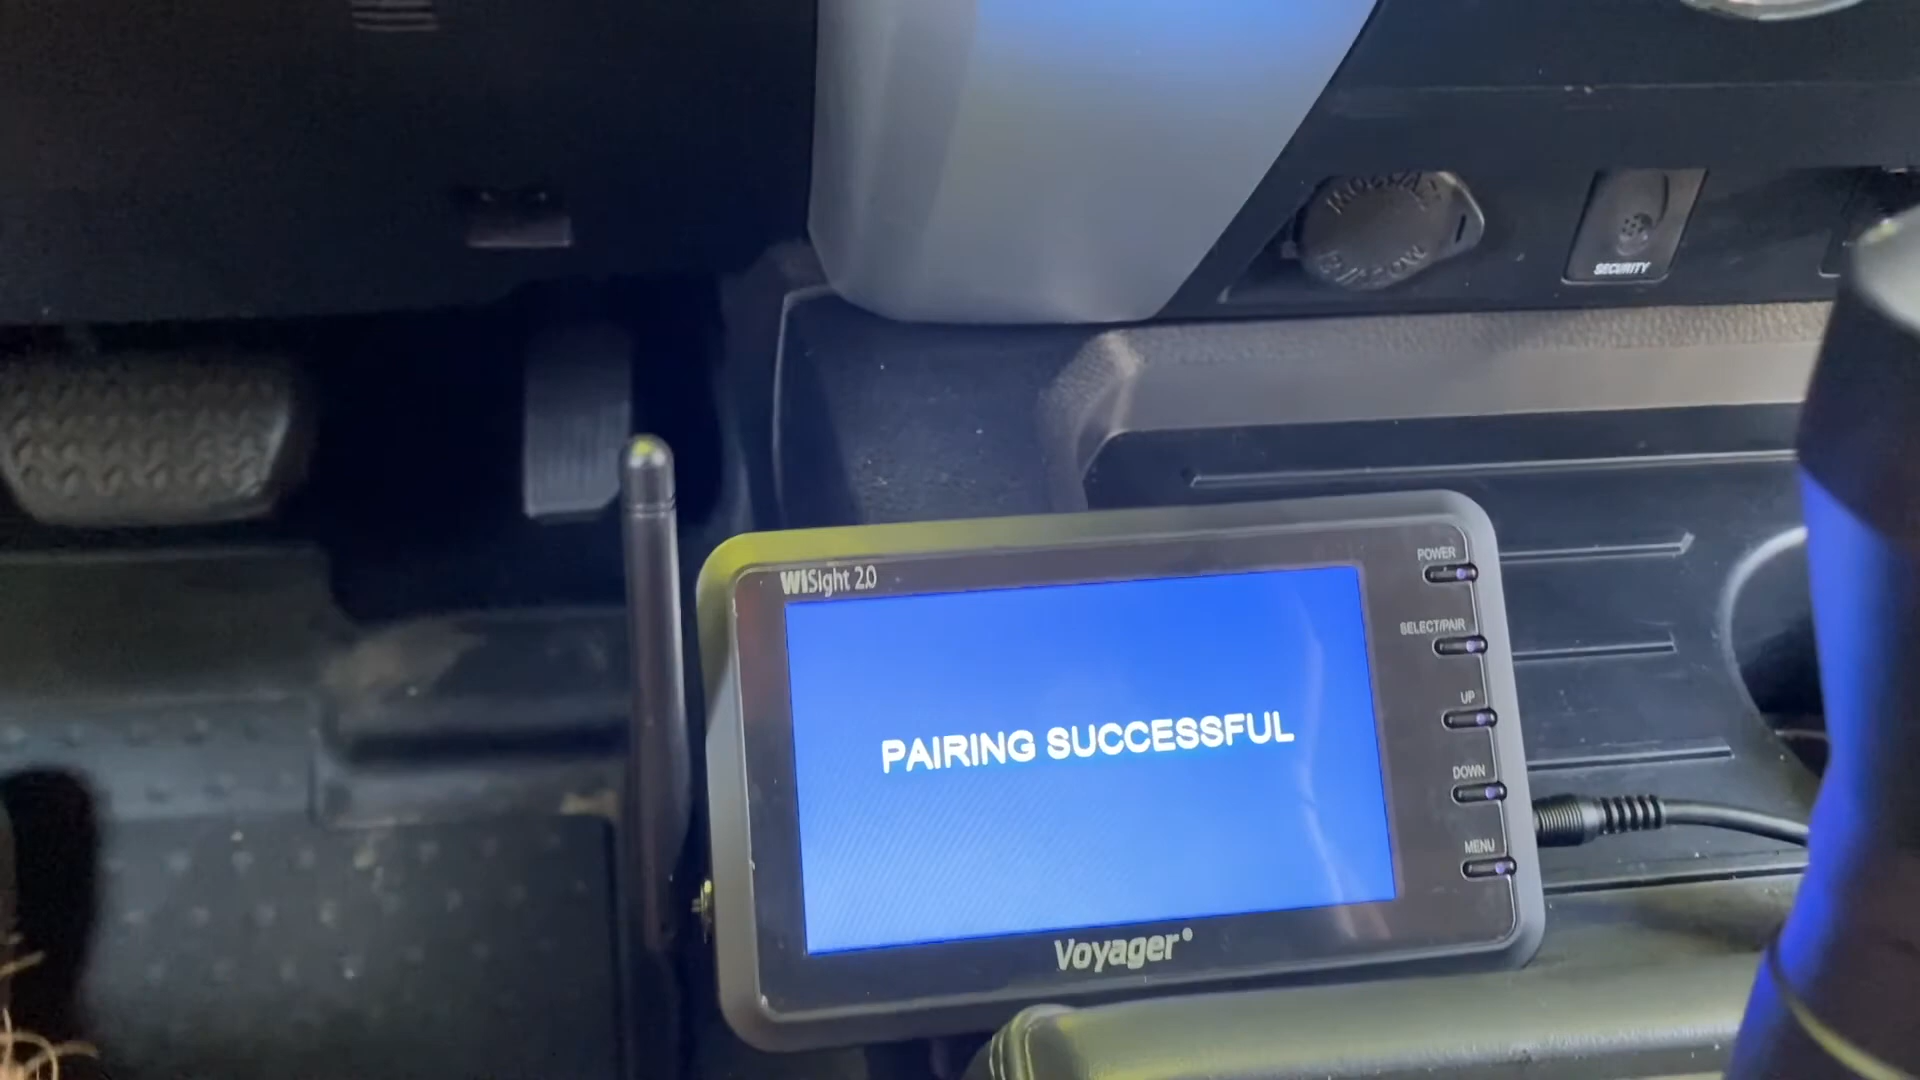 SECURITY
WiSight 2.0
POWER
SELECT/PAIR
UP
PAIRING SUCCESSFUL
DOWN
MENU
Voyager